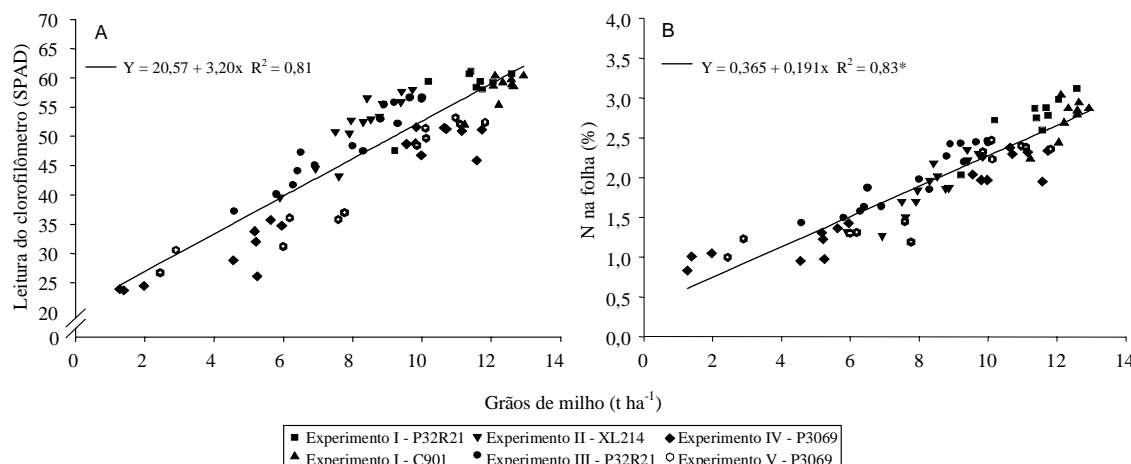 A
Y = 20,57 + 3,20x R² = 0,81
Leitura do clorofilômetro (SPAD)
70
65
60
55
50
45
40
35
30
25
20
0
0 2 4 6 8 10 12 14
B
Y = 0,365 + 0,191x R² = 0,83*
N na folha (%)
4,0
3,5
3,0
2,5
2,0
1,5
1,0
0,5
0,0
0 2 4 6 8 10 12 14
Grãos de milho (t ha⁻¹)
Experimento I - P32R21 Experimento II - XL214 Experimento IV - P3069
Experimento I - C901 Experimento III - P32R21 Experimento V - P3069